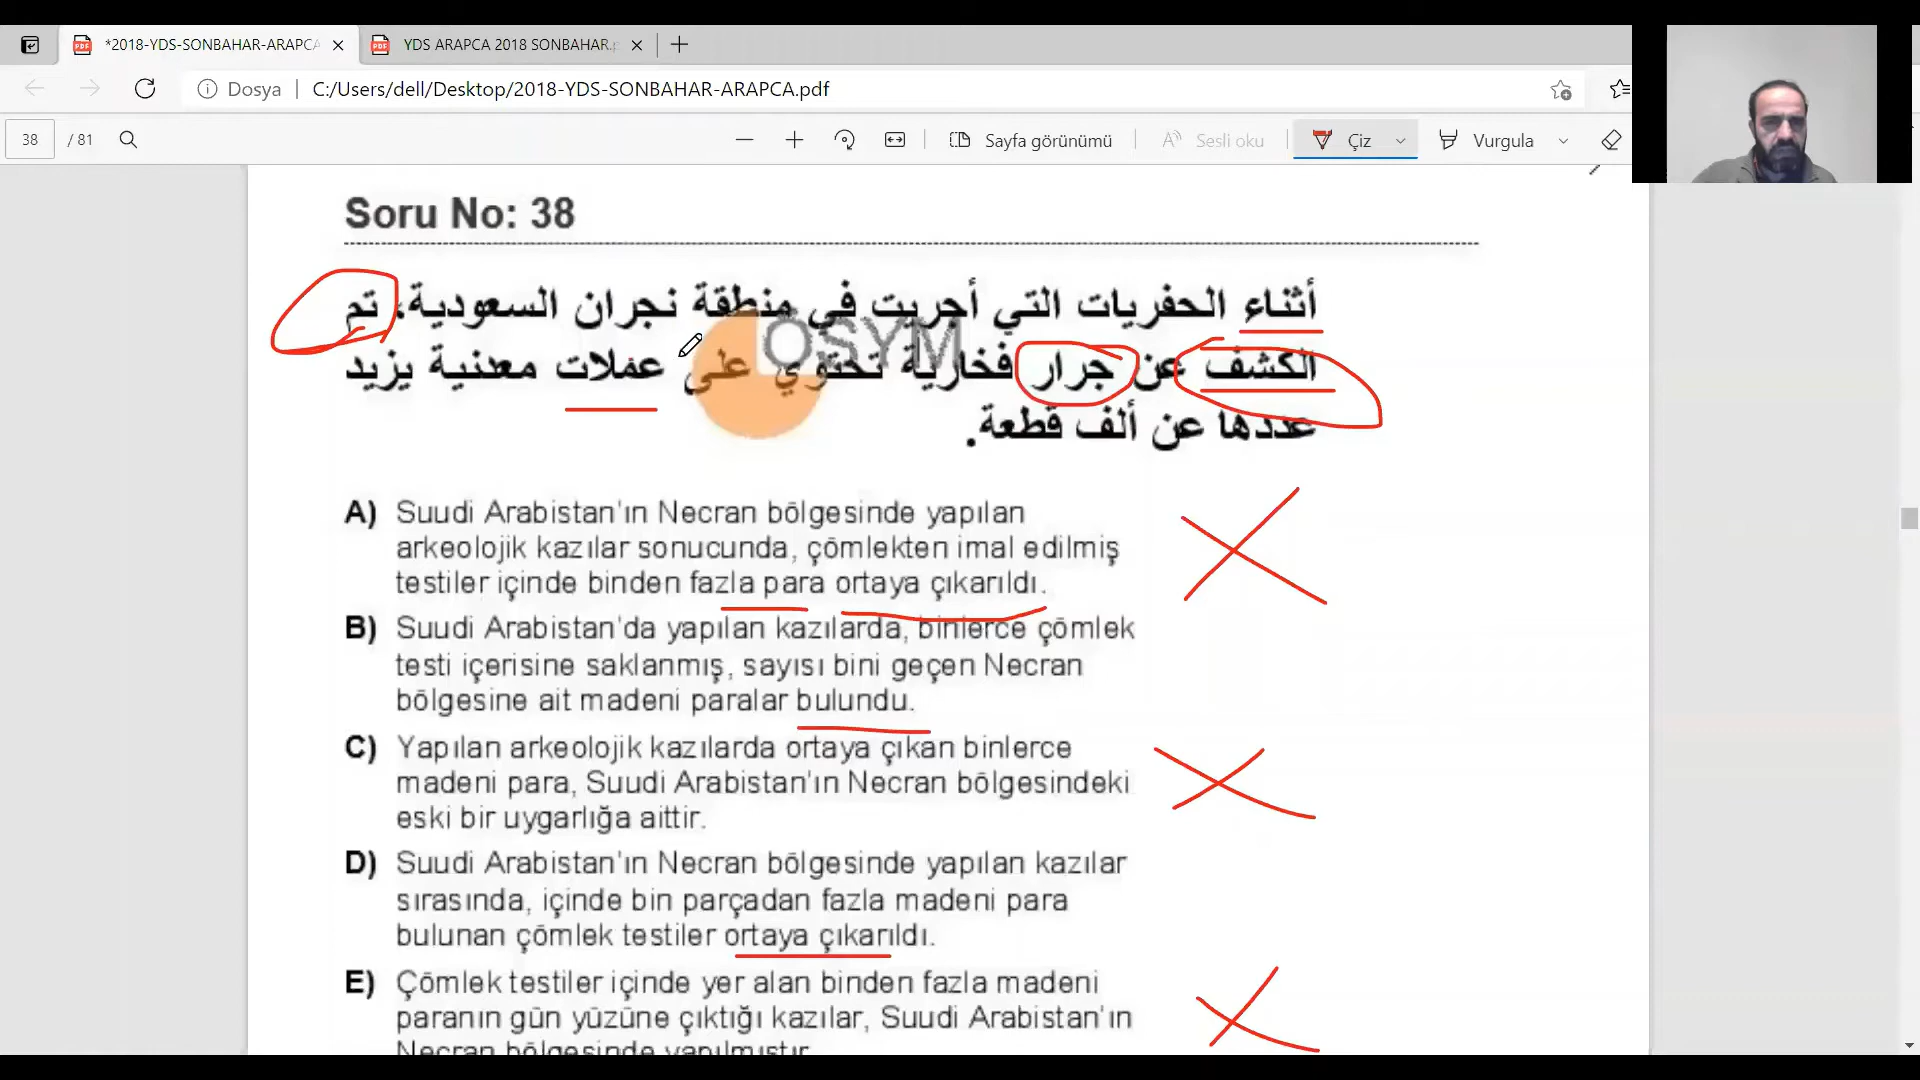 *2018-YDS-SONBAHAR-ARAPCA
YDS ARAPCA 2018 SONBAHAR.p
Dosya
C:/Users/dell/Desktop/2018-YDS-SONBAHAR-ARAPCA.pdf
38 / 81
Sayfa görünümü
Sesli oku
Çiz
Vurgula
Soru No: 38
أثناء الحفريات التي أجريت في منطقة نجران السعودية، تم
الكشف عن جرار فخارية تحتوي على عملات معدنية يزيد
عددها عن ألف قطعة.
ÖSYM
A) Suudi Arabistan'ın Necran bölgesinde yapılan
arkeolojik kazılar sonucunda, çömlekten imal edilmiş
testiler içinde binden fazla para ortaya çıkarıldı.
B) Suudi Arabistan'da yapılan kazılarda, binlerce çömlek
testi içerisine saklanmış, sayısı bini geçen Necran
bölgesine ait madeni paralar bulundu.
C) Yapılan arkeolojik kazılarda ortaya çıkan binlerce
madeni para, Suudi Arabistan'ın Necran bölgesindeki
eski bir uygarlığa aittir.
D) Suudi Arabistan'ın Necran bölgesinde yapılan kazılar
sırasında, içinde bin parçadan fazla madeni para
bulunan çömlek testiler ortaya çıkarıldı.
E) Çömlek testiler içinde yer alan binden fazla madeni
paranın gün yüzüne çıktığı kazılar, Suudi Arabistan'ın
Necran bölgesinde yapılmıştır.